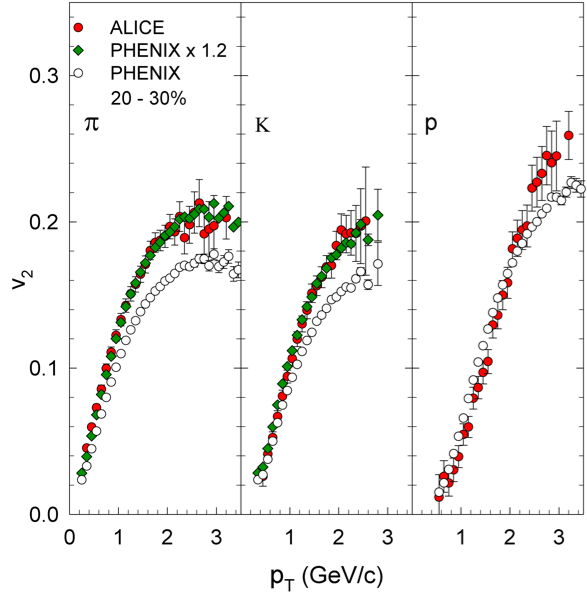 ALICE
PHENIX x 1.2
PHENIX
20 - 30%
π K p
0.3
0.2
0.1
0.0
v2
0 1 2 3 1 2 3 1 2 3
pT (GeV/c)